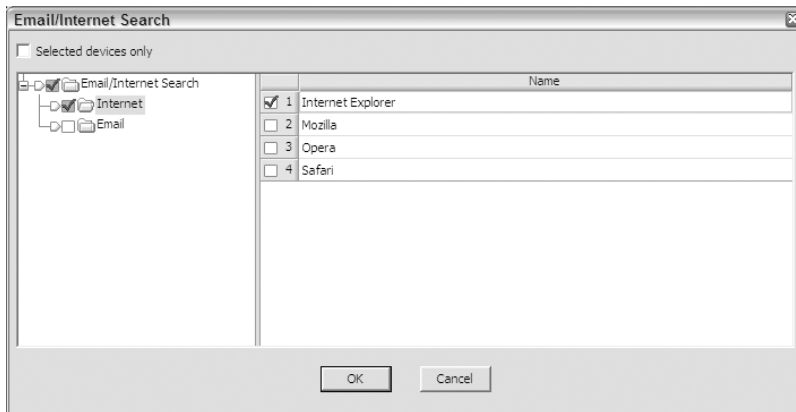 Email/Internet Search
Selected devices only
Email/Internet Search
Internet
Email
Name
1 Internet Explorer
2 Mozilla
3 Opera
4 Safari
OK
Cancel